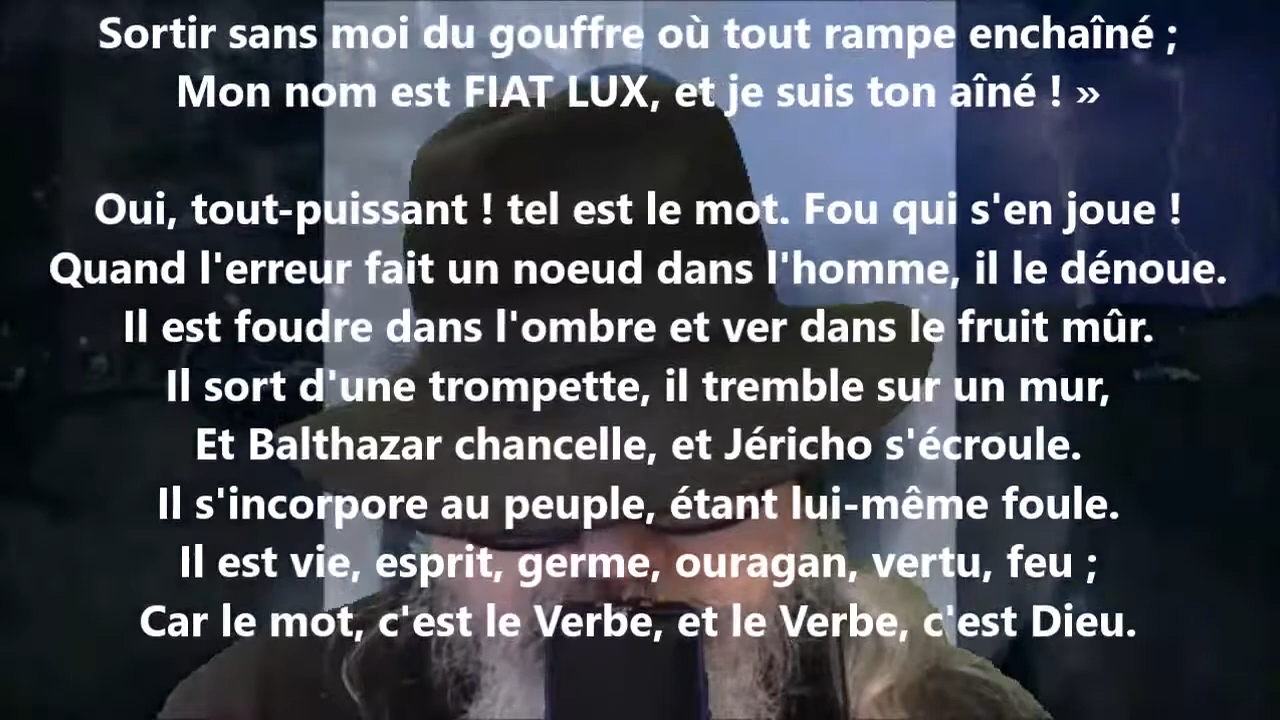 Sortir sans moi du gouffre où tout rampe enchaîné ;
Mon nom est FIAT LUX, et je suis ton aîné ! »
Oui, tout-puissant ! tel est le mot. Fou qui s'en joue !
Quand l'erreur fait un noeud dans l'homme, il le dénoue.
Il est foudre dans l'ombre et ver dans le fruit mûr.
Il sort d'une trompette, il tremble sur un mur,
Et Balthazar chancelle, et Jéricho s'écroule.
Il s'incorpore au peuple, étant lui-même foule.
Il est vie, esprit, germe, ouragan, vertu, feu ;
Car le mot, c'est le Verbe, et le Verbe, c'est Dieu.